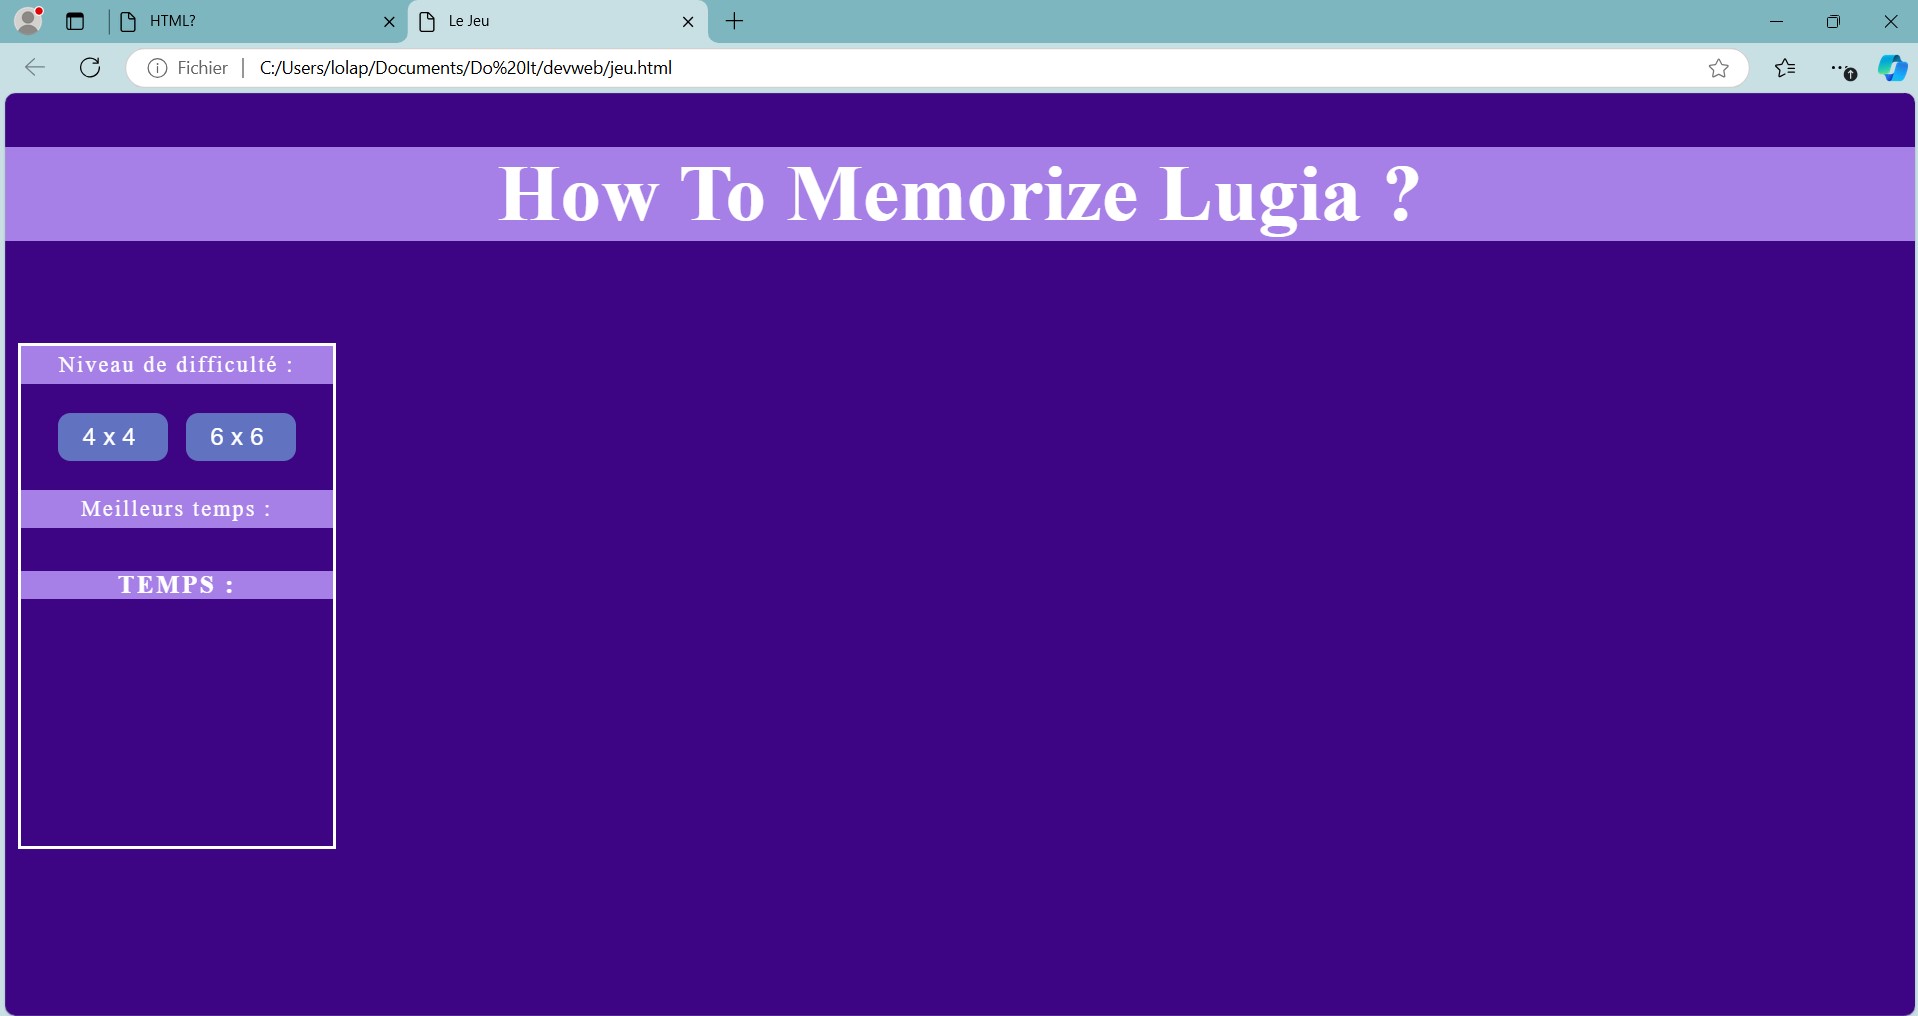 HTML?
Le Jeu
Fichier
C:/Users/lolap/Documents/Do%20It/devweb/jeu.html
How To Memorize Lugia ?
Niveau de difficulté :
4 x 4
6 x 6
Meilleurs temps :
TEMPS :